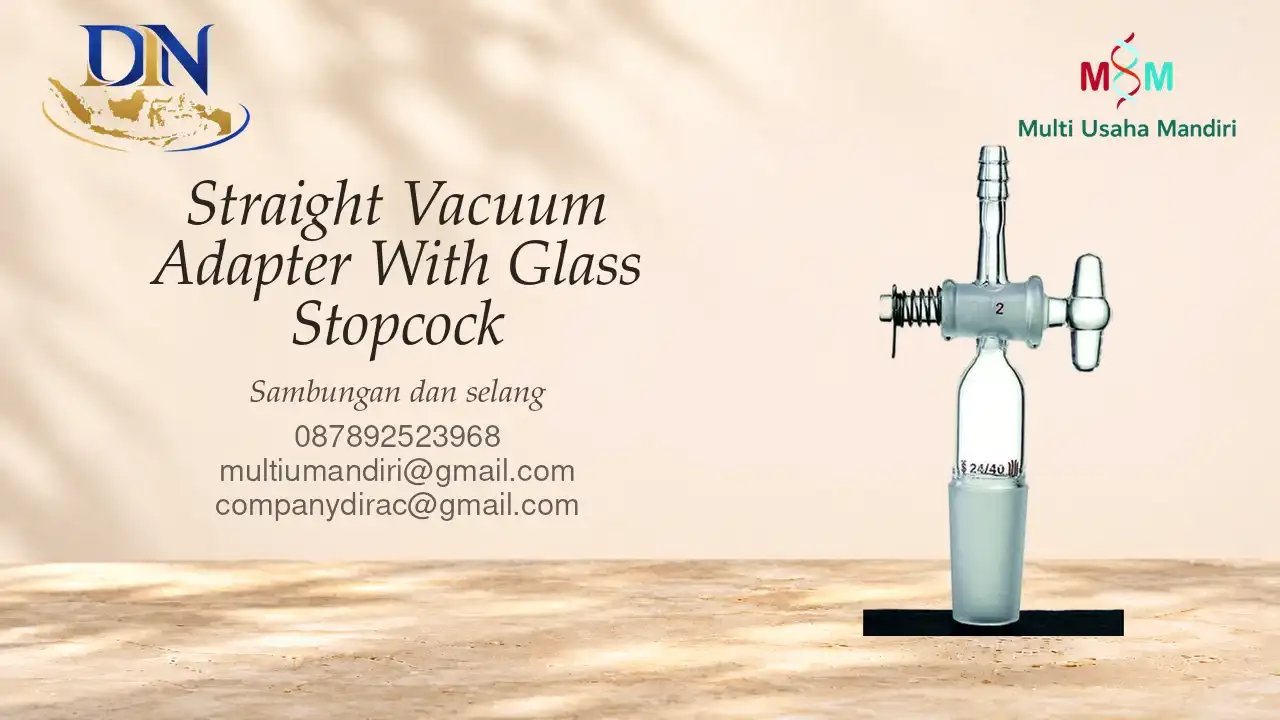 DN
MSM
Multi Usaha Mandiri
Straight Vacuum
Adapter With Glass
Stopcock
Sambungan dan selang
087892523968
multiumandiri@gmail.com
companydirac@gmail.com
2
24/40